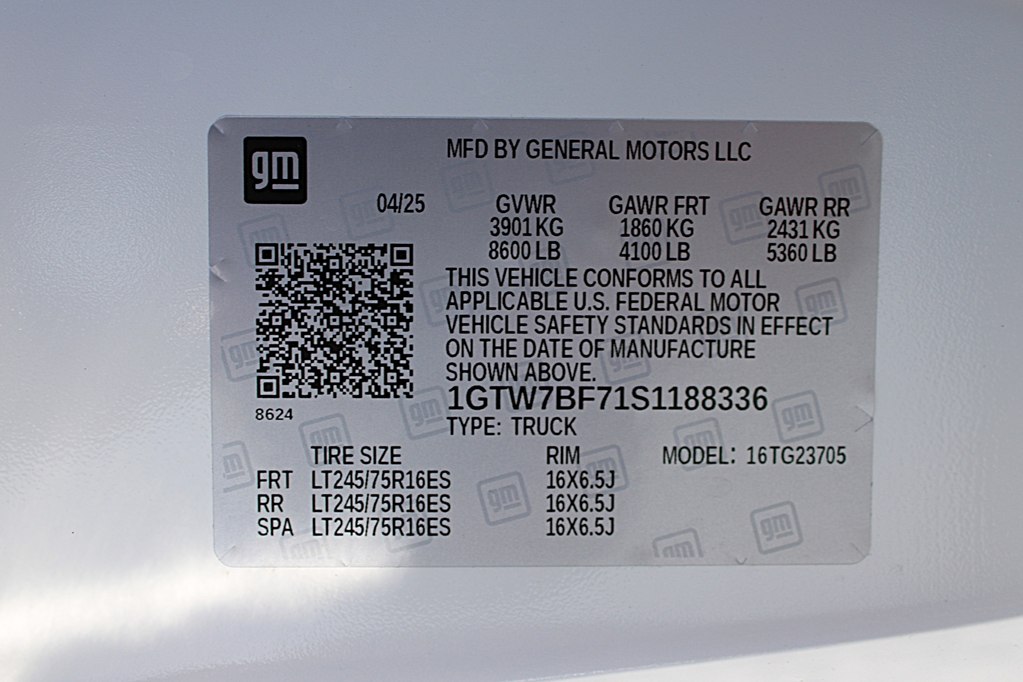 gm
MFD BY GENERAL MOTORS LLC
04/25 GVWR GAWR FRT GAWR RR
3901 KG 1860 KG 2431 KG
8600 LB 4100 LB 5360 LB
THIS VEHICLE CONFORMS TO ALL
APPLICABLE U.S. FEDERAL MOTOR
VEHICLE SAFETY STANDARDS IN EFFECT
ON THE DATE OF MANUFACTURE
SHOWN ABOVE.
1GTW7BF71S1188336
8624
TYPE: TRUCK
TIRE SIZE RIM MODEL: 16TG23705
FRT LT245/75R16ES 16X6.5J
RR LT245/75R16ES 16X6.5J
SPA LT245/75R16ES 16X6.5J